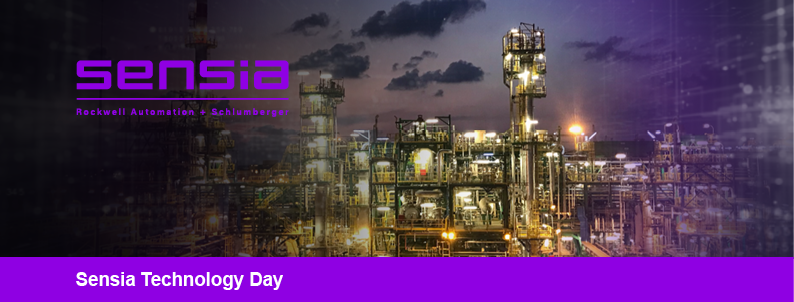 sensia
Rockwell Automation + Schlumberger
Sensia Technology Day